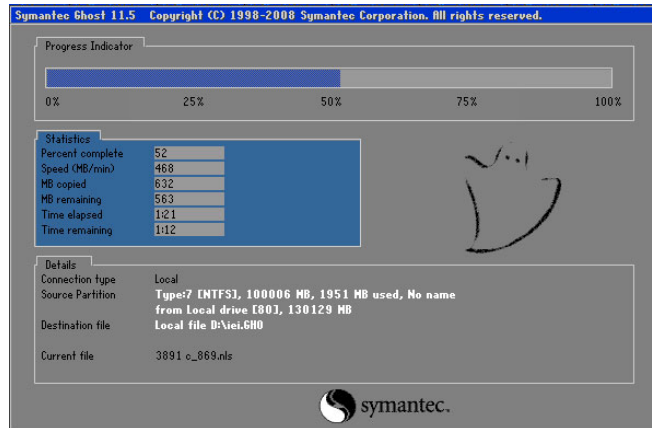 Symantec Ghost 11.5   Copyright (C) 1998-2008 Symantec Corporation. All rights reserved.
Progress Indicator
0%   25%   50%   75%   100%
Statistics
Percent complete   52
Speed (MB/min)   468
MB copied   632
MB remaining   563
Time elapsed   1:21
Time remaining   1:12
Details
Connection type   Local
Source Partition   Type:7 [NTFS], 100006 MB, 1951 MB used, No name
from Local drive [80], 130129 MB
Destination file   Local file D:\iei.GHO
Current file   3891 c_869.nls
symantec.